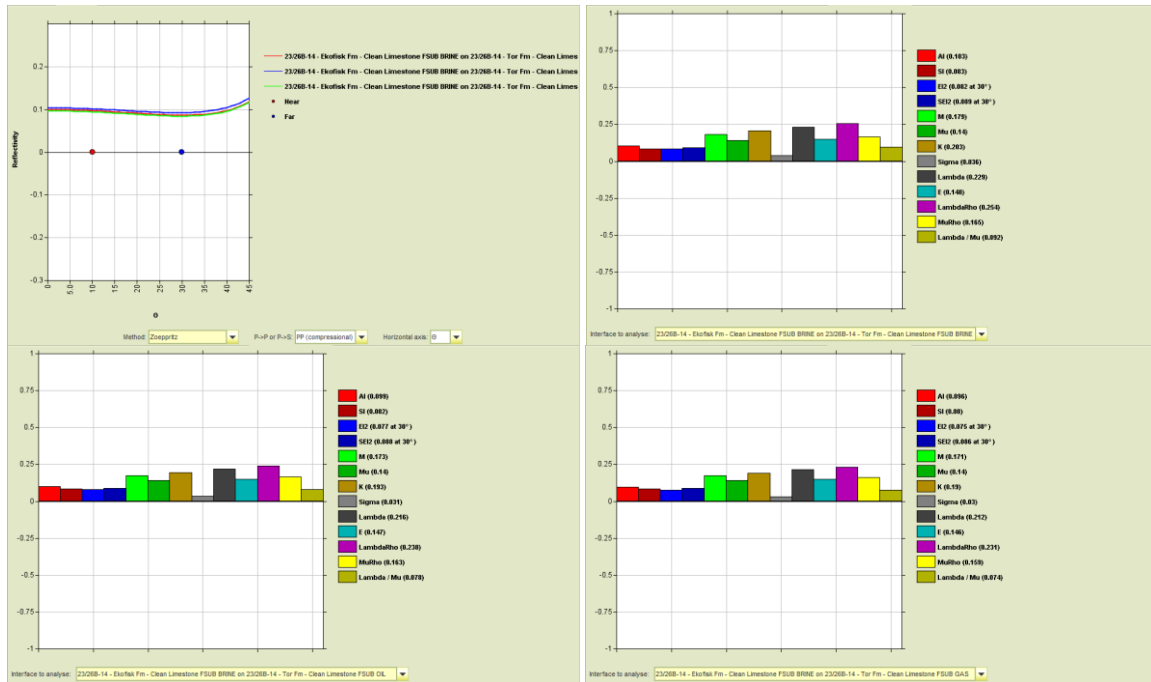 0.2
0.1
0
-0.1
-0.2
-0.3
Reflectivity
0 5.0 10 15 20 25 30 35 40 45
Θ
23/26B-14 - Ekofisk Fm - Clean Limestone FSUB BRINE on 23/26B-14 - Tor Fm - Clean Limes
23/26B-14 - Ekofisk Fm - Clean Limestone FSUB BRINE on 23/26B-14 - Tor Fm - Clean Limes
23/26B-14 - Ekofisk Fm - Clean Limestone FSUB BRINE on 23/26B-14 - Tor Fm - Clean Limes
Near
Far
Method: Zoeppritz P->P or P->S: PP (compressional) Horizontal axis: Θ
1
0.75
0.5
0.25
0
-0.25
-0.5
-0.75
-1
AI (0.103)
SI (0.083)
EI2 (0.082 at 30°)
SEI2 (0.089 at 30°)
M (0.179)
Mu (0.14)
K (0.203)
Sigma (0.036)
Lambda (0.229)
E (0.148)
LambdaRho (0.254)
MuRho (0.165)
Lambda / Mu (0.092)
Interface to analyse: 23/26B-14 - Ekofisk Fm - Clean Limestone FSUB BRINE on 23/26B-14 - Tor Fm - Clean Limestone FSUB BRINE
1
0.75
0.5
0.25
0
-0.25
-0.5
-0.75
-1
AI (0.099)
SI (0.082)
EI2 (0.077 at 30°)
SEI2 (0.088 at 30°)
M (0.173)
Mu (0.14)
K (0.193)
Sigma (0.031)
Lambda (0.216)
E (0.147)
LambdaRho (0.238)
MuRho (0.163)
Lambda / Mu (0.078)
Interface to analyse: 23/26B-14 - Ekofisk Fm - Clean Limestone FSUB BRINE on 23/26B-14 - Tor Fm - Clean Limestone FSUB OIL
1
0.75
0.5
0.25
0
-0.25
-0.5
-0.75
-1
AI (0.096)
SI (0.08)
EI2 (0.075 at 30°)
SEI2 (0.086 at 30°)
M (0.171)
Mu (0.14)
K (0.19)
Sigma (0.03)
Lambda (0.212)
E (0.146)
LambdaRho (0.231)
MuRho (0.159)
Lambda / Mu (0.074)
Interface to analyse: 23/26B-14 - Ekofisk Fm - Clean Limestone FSUB BRINE on 23/26B-14 - Tor Fm - Clean Limestone FSUB GAS